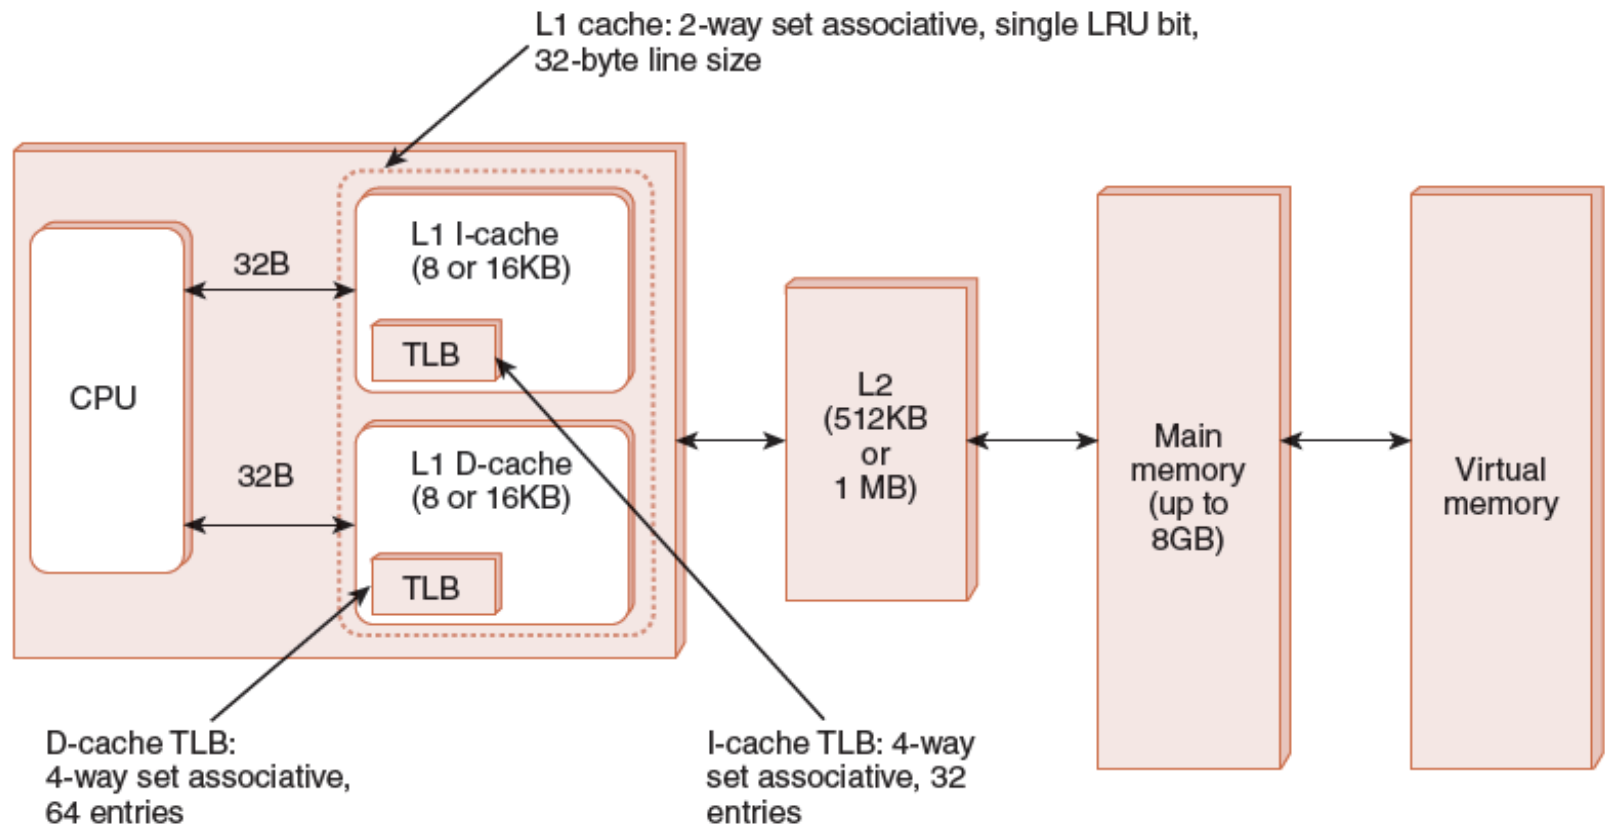 L1 cache: 2-way set associative, single LRU bit,
32-byte line size
CPU
32B
32B
L1 I-cache
(8 or 16KB)
TLB
L1 D-cache
(8 or 16KB)
TLB
L2
(512KB
or
1 MB)
Main
memory
(up to
8GB)
Virtual
memory
D-cache TLB:
4-way set associative,
64 entries
I-cache TLB: 4-way
set associative, 32
entries